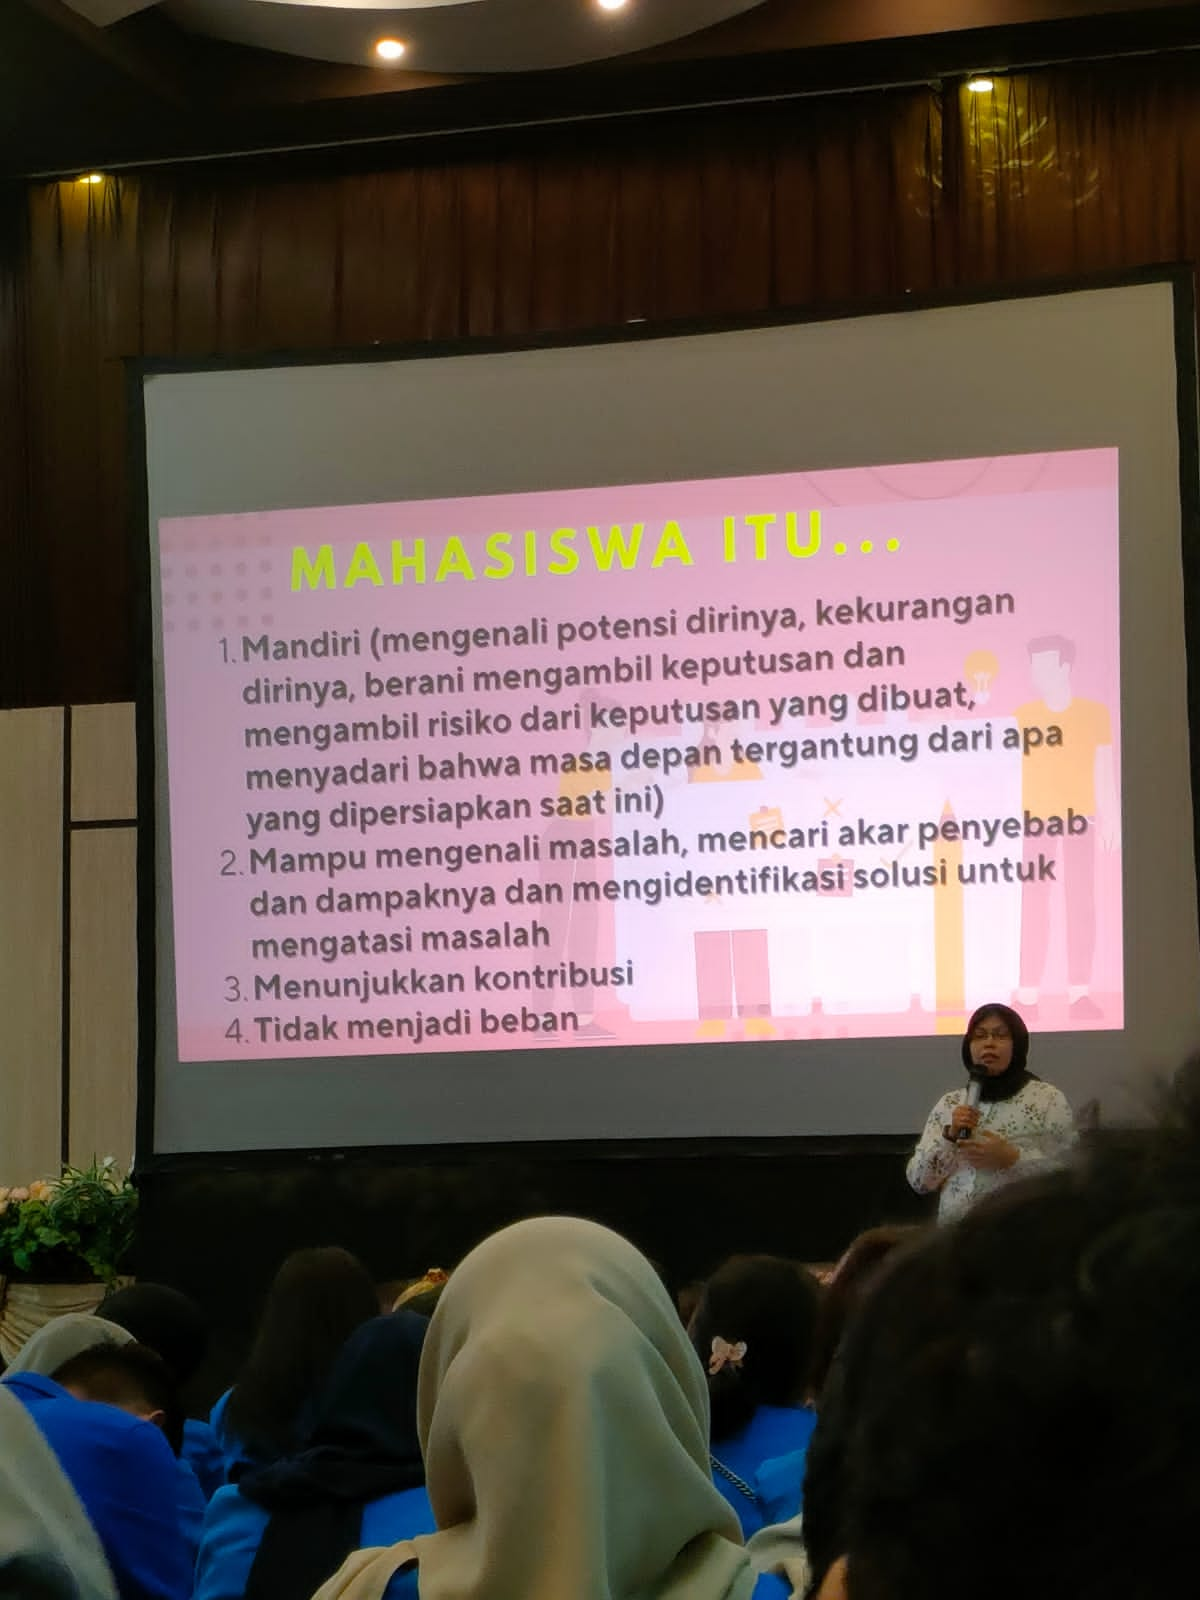 MAHASISWA ITU...
1. Mandiri (mengenali potensi dirinya, kekurangan
dirinya, berani mengambil keputusan dan
mengambil risiko dari keputusan yang dibuat,
menyadari bahwa masa depan tergantung dari apa
yang dipersiapkan saat ini)
2. Mampu mengenali masalah, mencari akar penyebab
dan dampaknya dan mengidentifikasi solusi untuk
mengatasi masalah
3. Menunjukkan kontribusi
4. Tidak menjadi beban